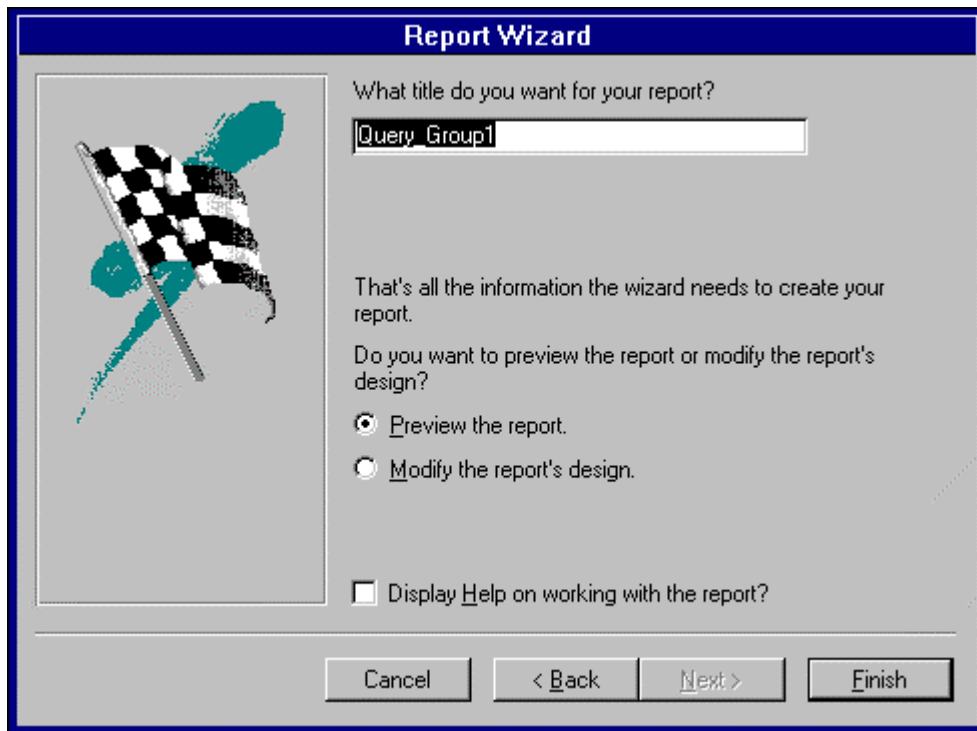 Report Wizard
What title do you want for your report?
Query_Group1
That's all the information the wizard needs to create your
report.
Do you want to preview the report or modify the report's
design?
Preview the report.
Modify the report's design.
Display Help on working with the report?
Cancel
< Back
Next >
Finish